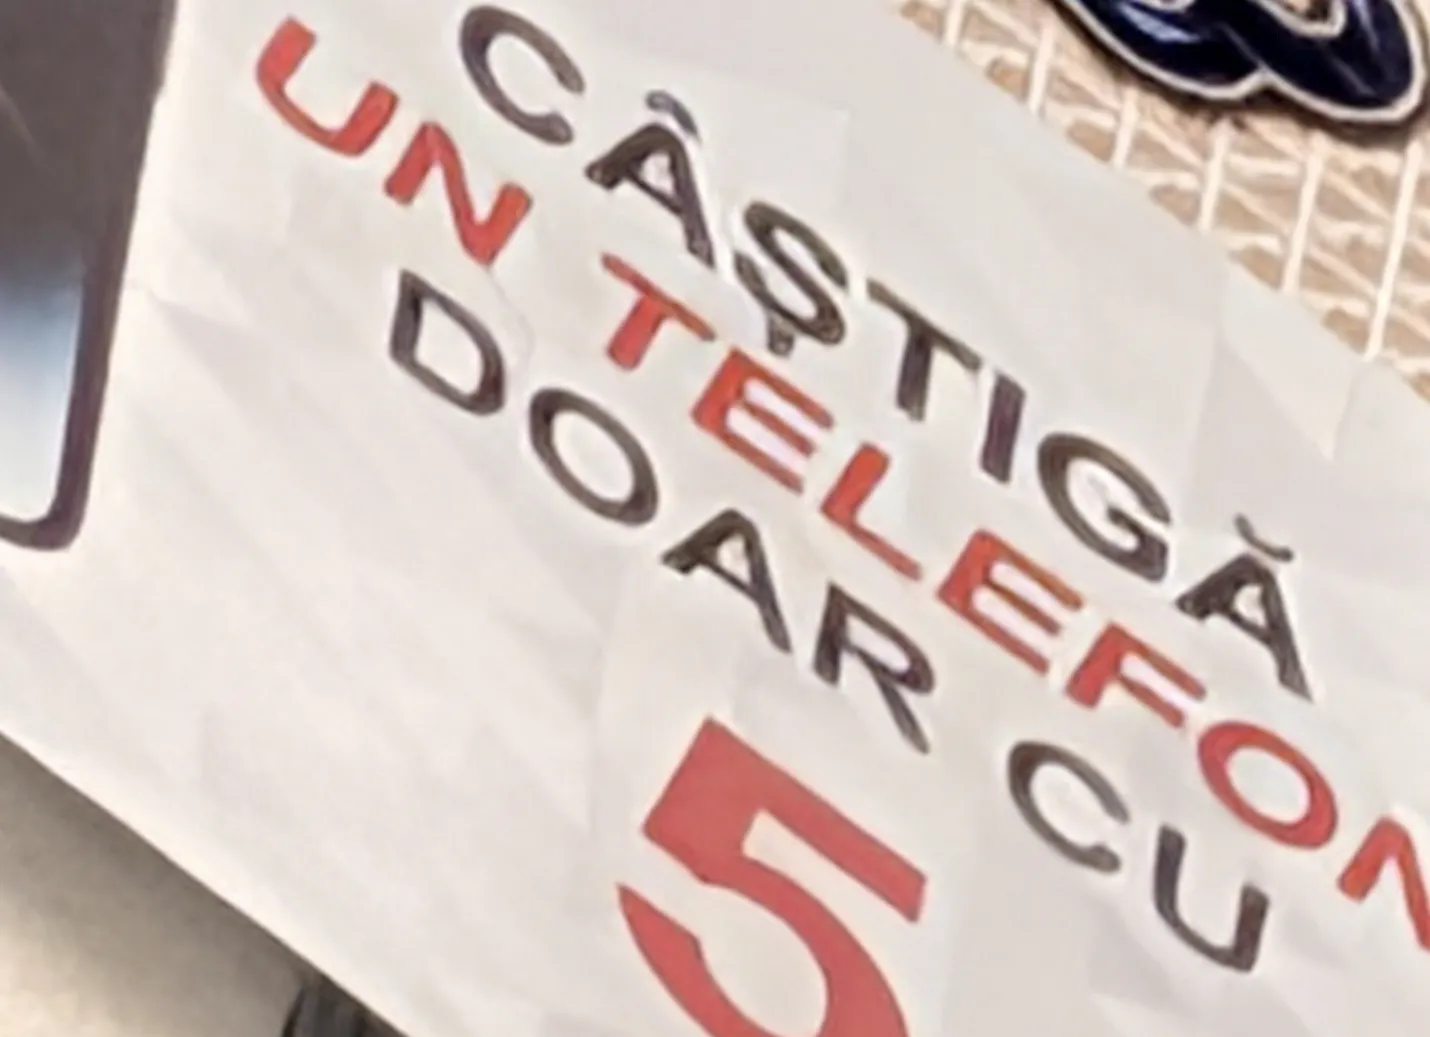 CÂȘTIGĂ
UN TELEFON
DOAR CU
5